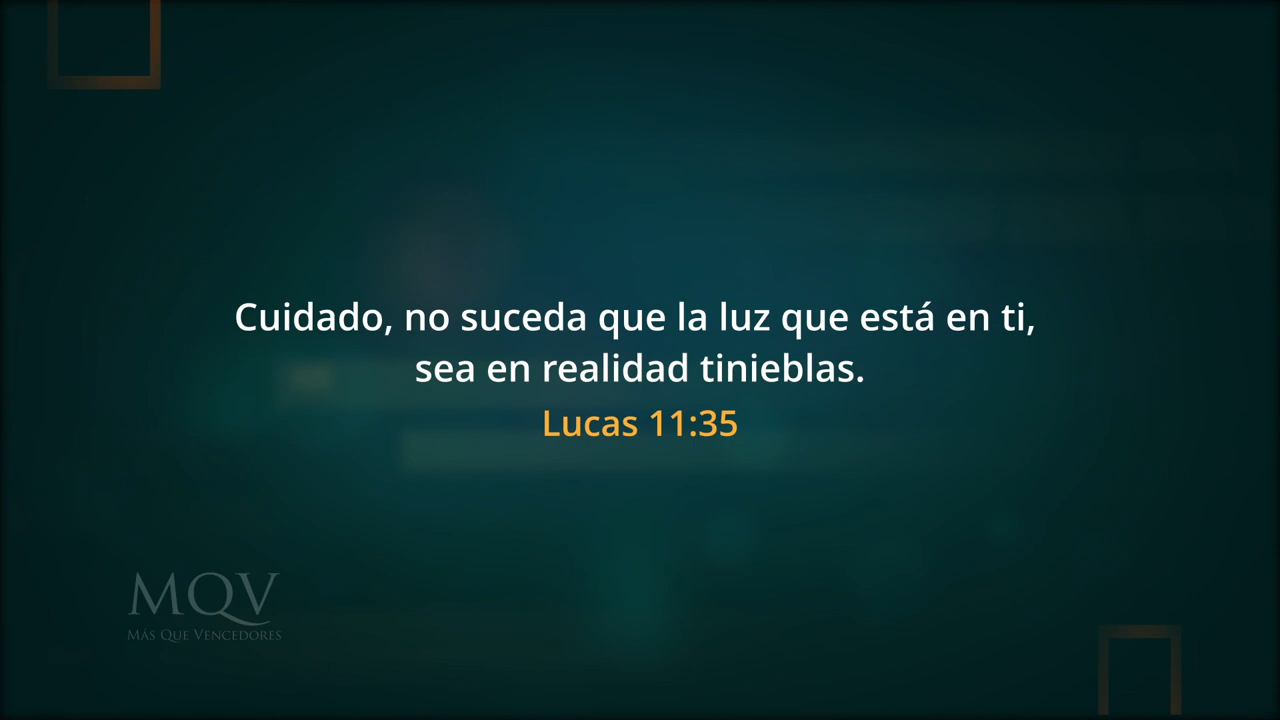 Cuidado, no suceda que la luz que está en ti,
sea en realidad tinieblas.
Lucas 11:35
MQV
Más Que Vencedores